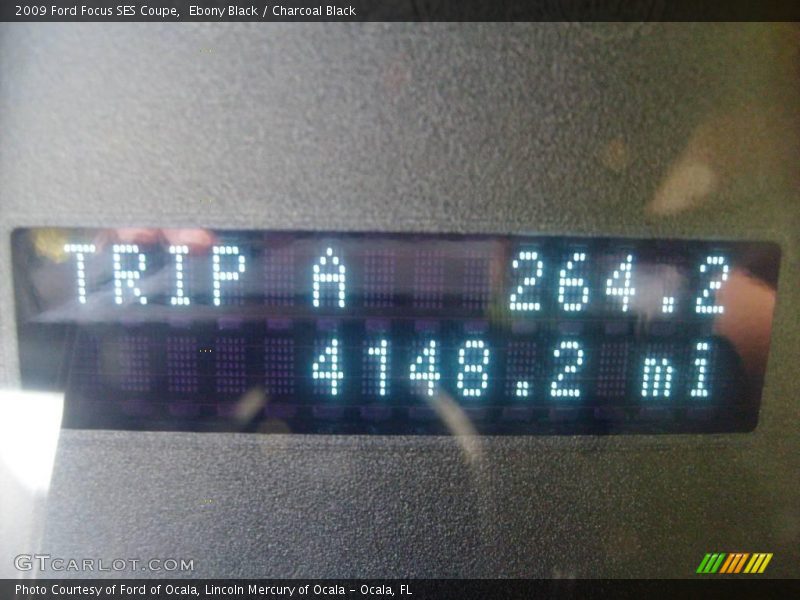 2009 Ford Focus SES Coupe,  Ebony Black / Charcoal Black
TRIP A 264.2
4148.2 mi
GTCARLOT.COM
Photo Courtesy of Ford of Ocala, Lincoln Mercury of Ocala - Ocala, FL